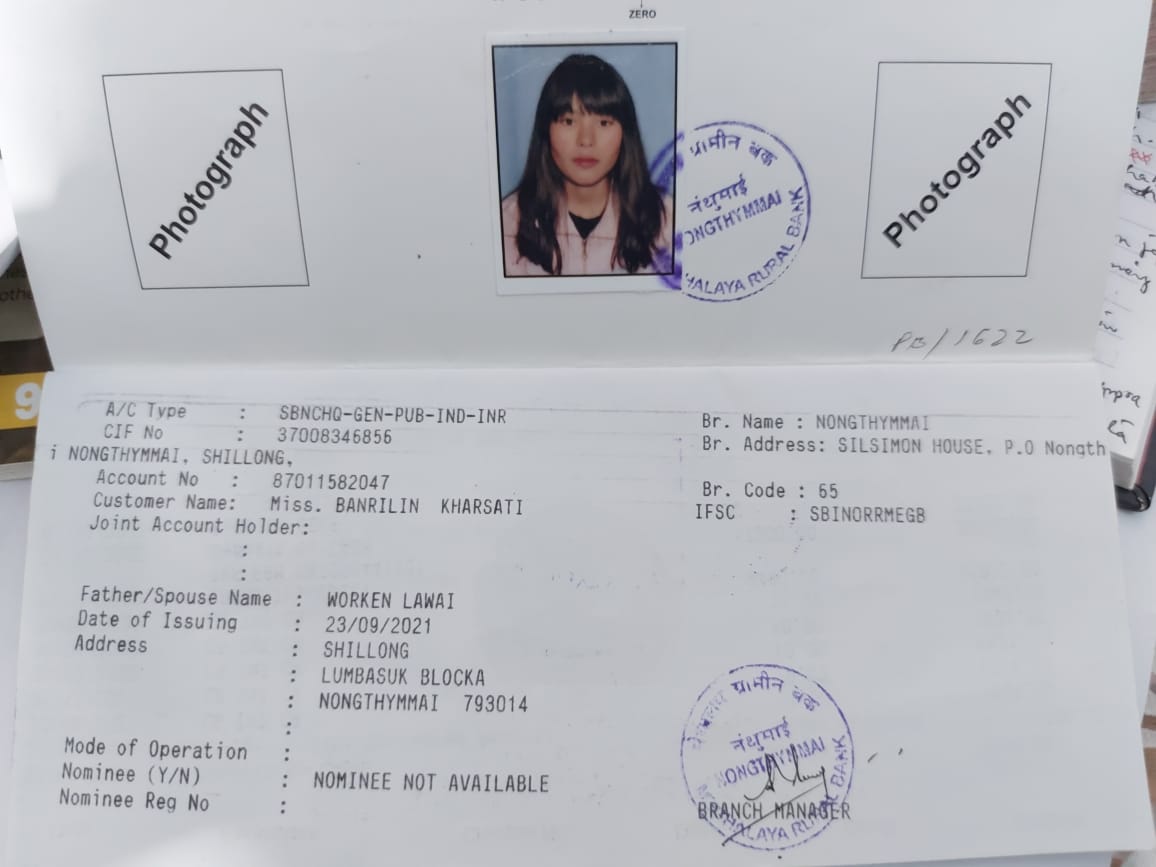 ZERO
Photograph
Photograph
ग्रामीन बैंक
नंथुमाई
NONGTHYMMAI
HALAYA RURAL BANK
PB/1622
A/C Type : SBNCHQ-GEN-PUB-IND-INR
Br. Name : NONGTHYMMAI
CIF No : 37008346856
Br. Address: SILSIMON HOUSE, P.O Nongth
i NONGTHYMMAI, SHILLONG,
Account No : 87011582047
Br. Code : 65
Customer Name: Miss. BANRILIN KHARSATI
IFSC : SBIN0RRMEGB
Joint Account Holder:
:
:
Father/Spouse Name : WORKEN LAWAI
Date of Issuing : 23/09/2021
Address : SHILLONG
: LUMBASUK BLOCKA
: NONGTHYMMAI 793014
:
Mode of Operation :
Nominee (Y/N) : NOMINEE NOT AVAILABLE
Nominee Reg No :
ग्रामीन बैंक
नंथुमाई
NONGTHYMMAI
BRANCH MANAGER
HALAYA RURAL BANK
9